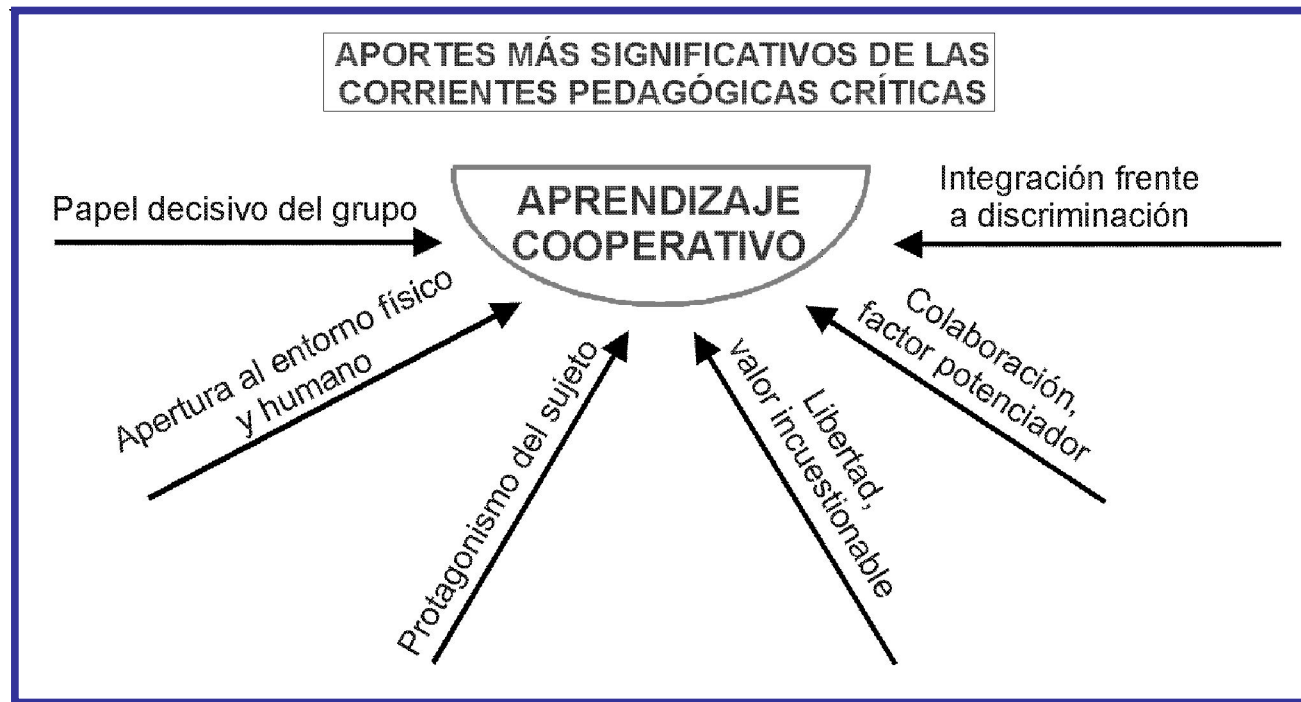 APORTES MÁS SIGNIFICATIVOS DE LAS
CORRIENTES PEDAGÓGICAS CRÍTICAS
APRENDIZAJE
COOPERATIVO
Papel decisivo del grupo
Apertura al entorno físico
y humano
Protagonismo del sujeto
Libertad,
valor incuestionable
Colaboración,
factor potenciador
Integración frente
a discriminación